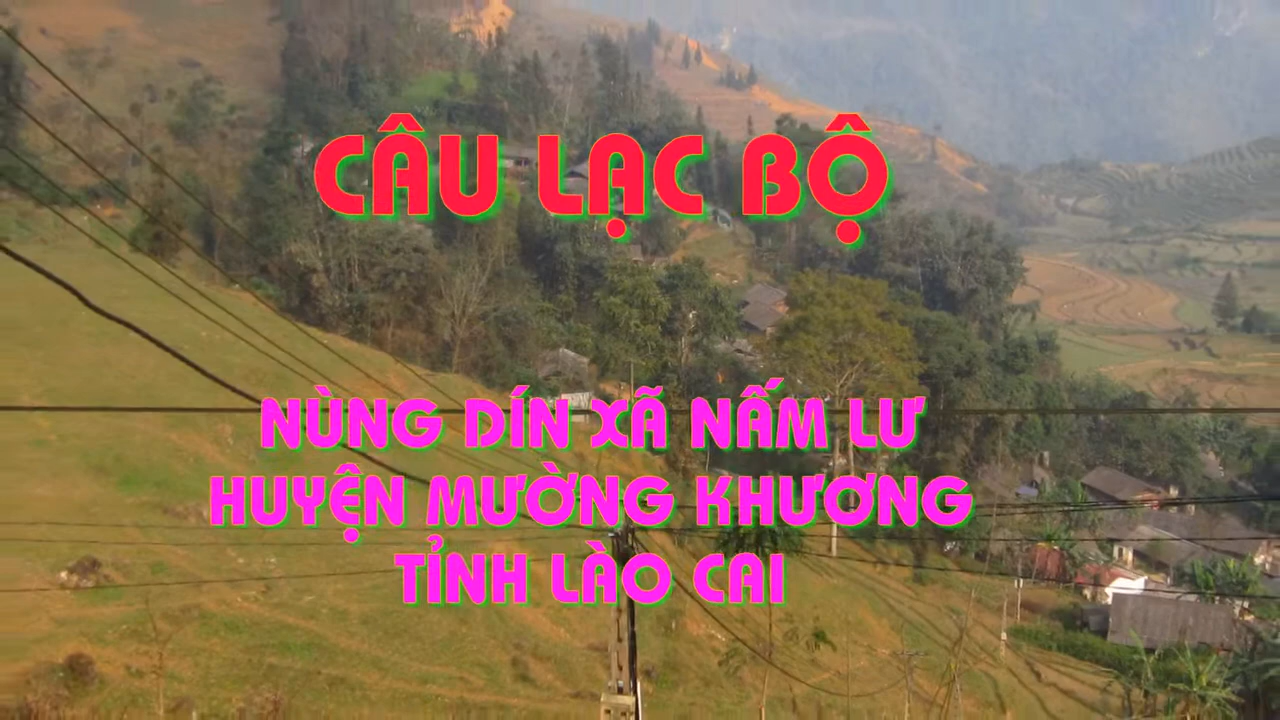 CÂU LẠC BỘ
NÙNG DÍN XÃ NẤM LƯ
HUYỆN MƯỜNG KHƯƠNG
TỈNH LÀO CAI